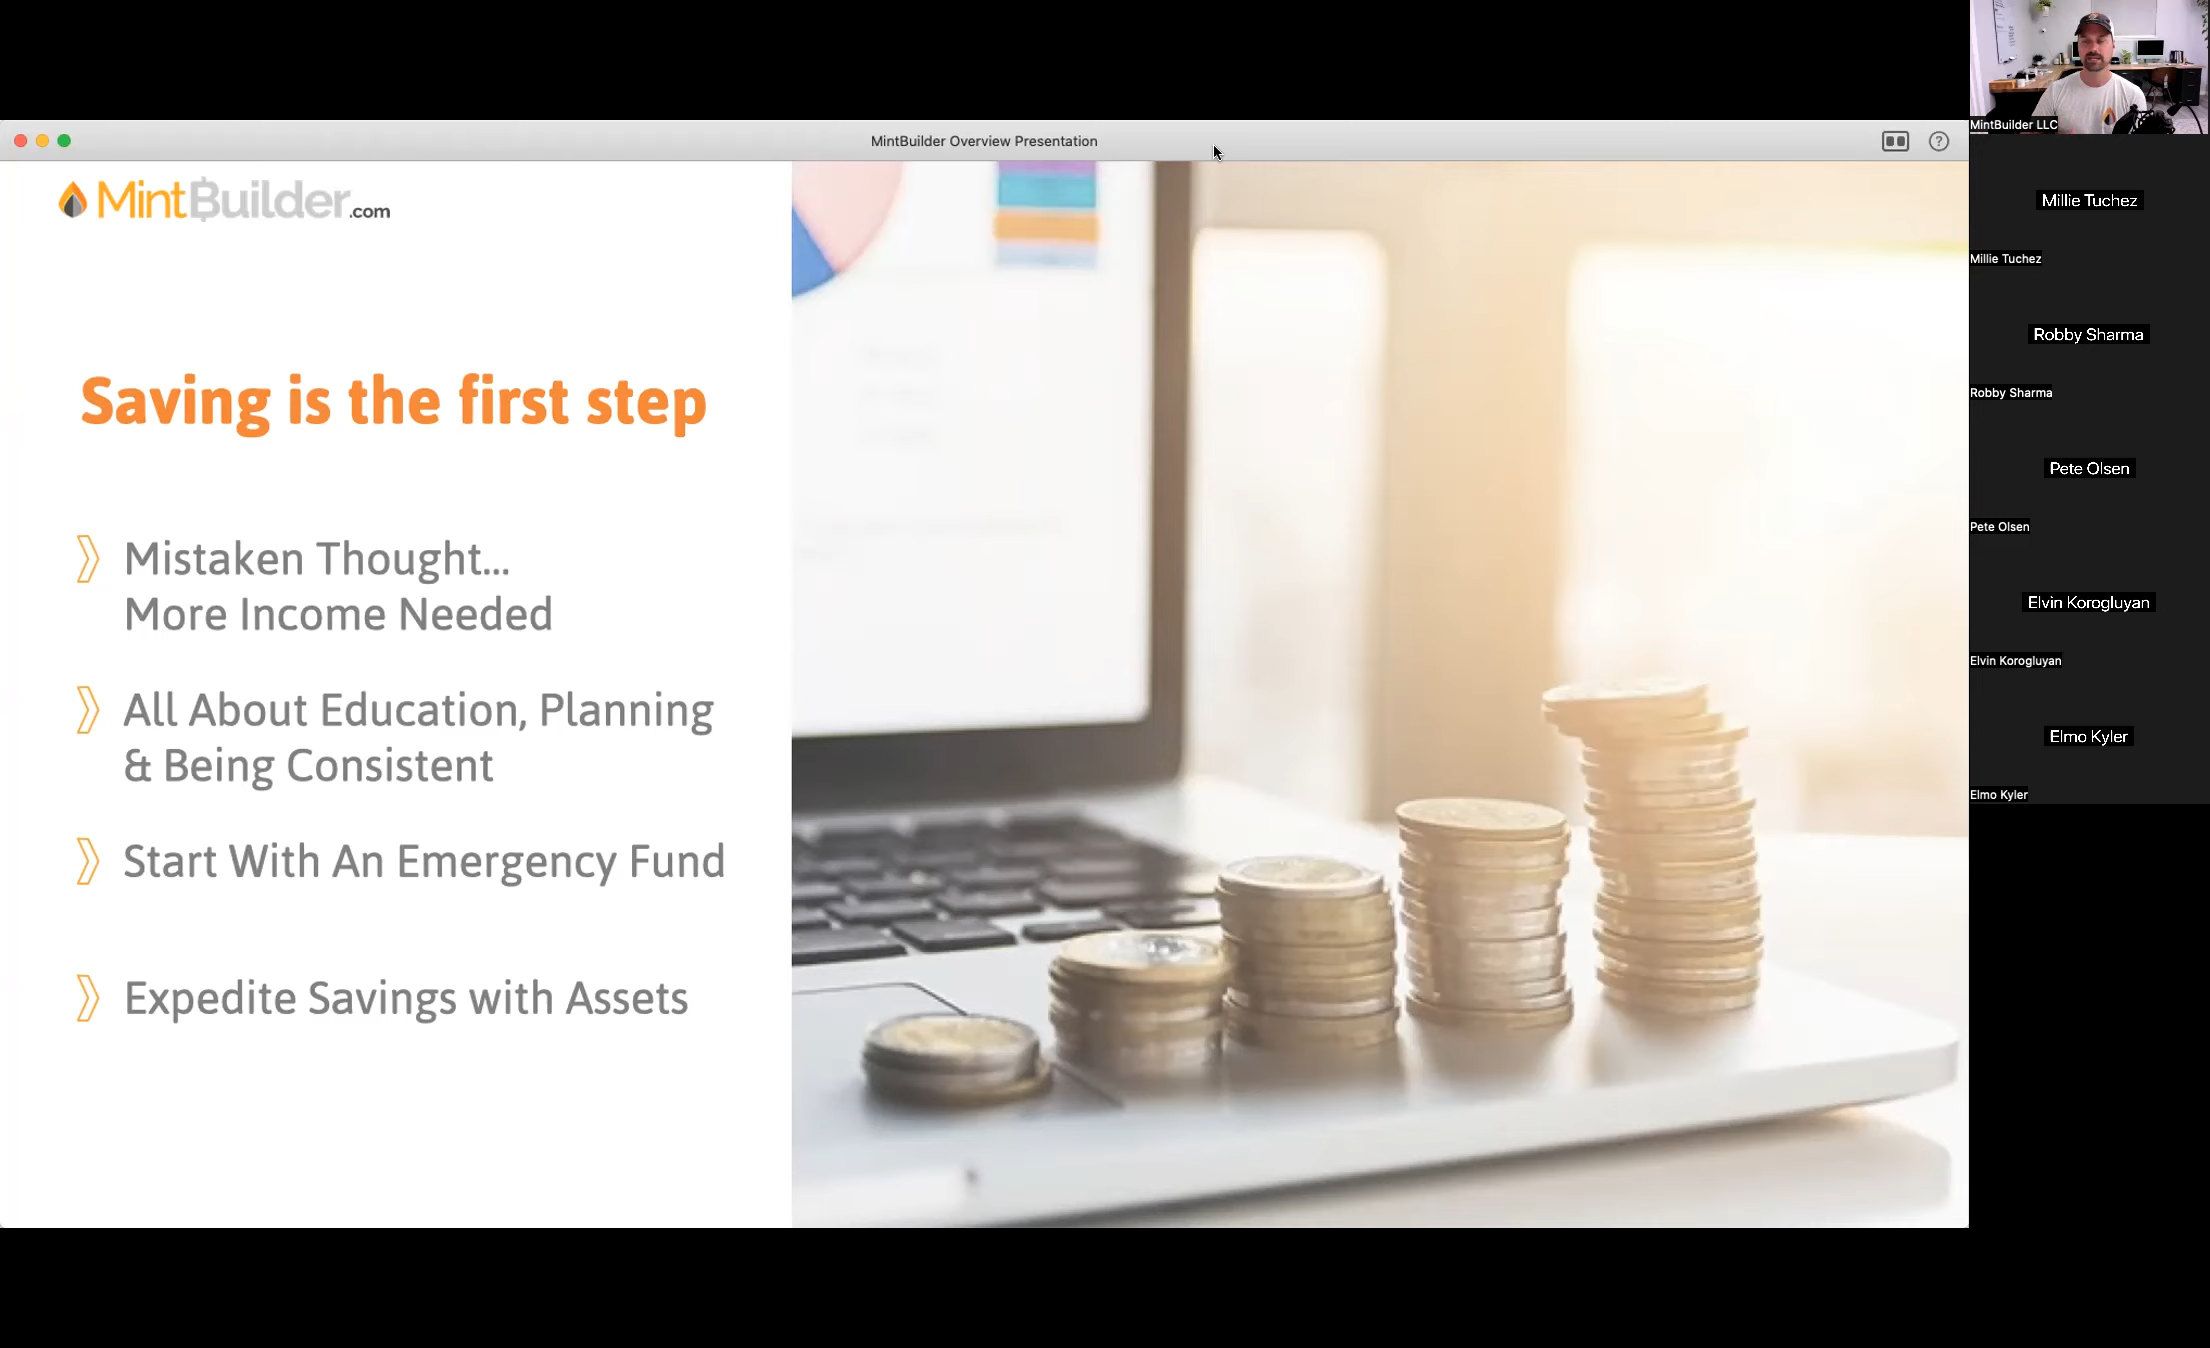 MintBuilder Overview Presentation
MintBuilder.com
Saving is the first step
Mistaken Thought...
More Income Needed
All About Education, Planning
& Being Consistent
Start With An Emergency Fund
Expedite Savings with Assets
MintBuilder LLC
Millie Tuchez
Millie Tuchez
Robby Sharma
Robby Sharma
Pete Olsen
Pete Olsen
Elvin Korogluyan
Elvin Korogluyan
Elmo Kyler
Elmo Kyler